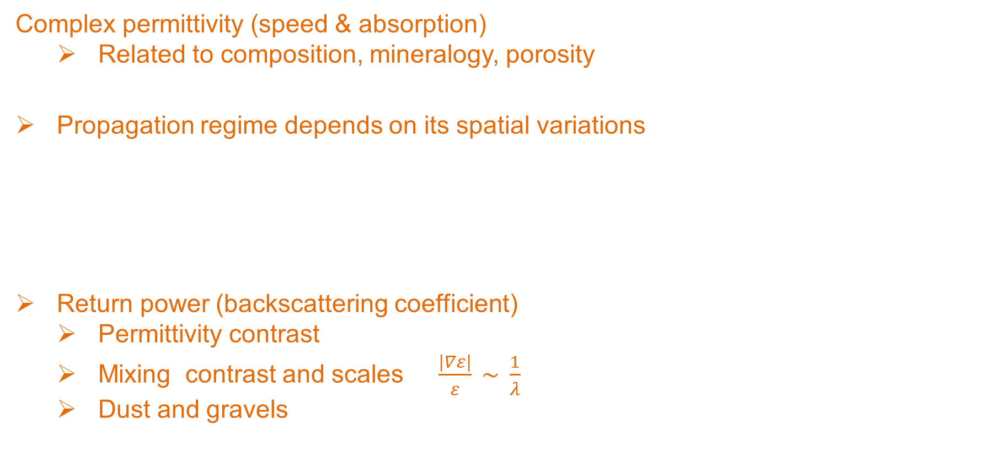 Complex permittivity (speed & absorption)
➢ Related to composition, mineralogy, porosity
➢ Propagation regime depends on its spatial variations
➢ Return power (backscattering coefficient)
➢ Permittivity contrast
➢ Mixing contrast and scales |∇ε|/ε ~ 1/λ
➢ Dust and gravels